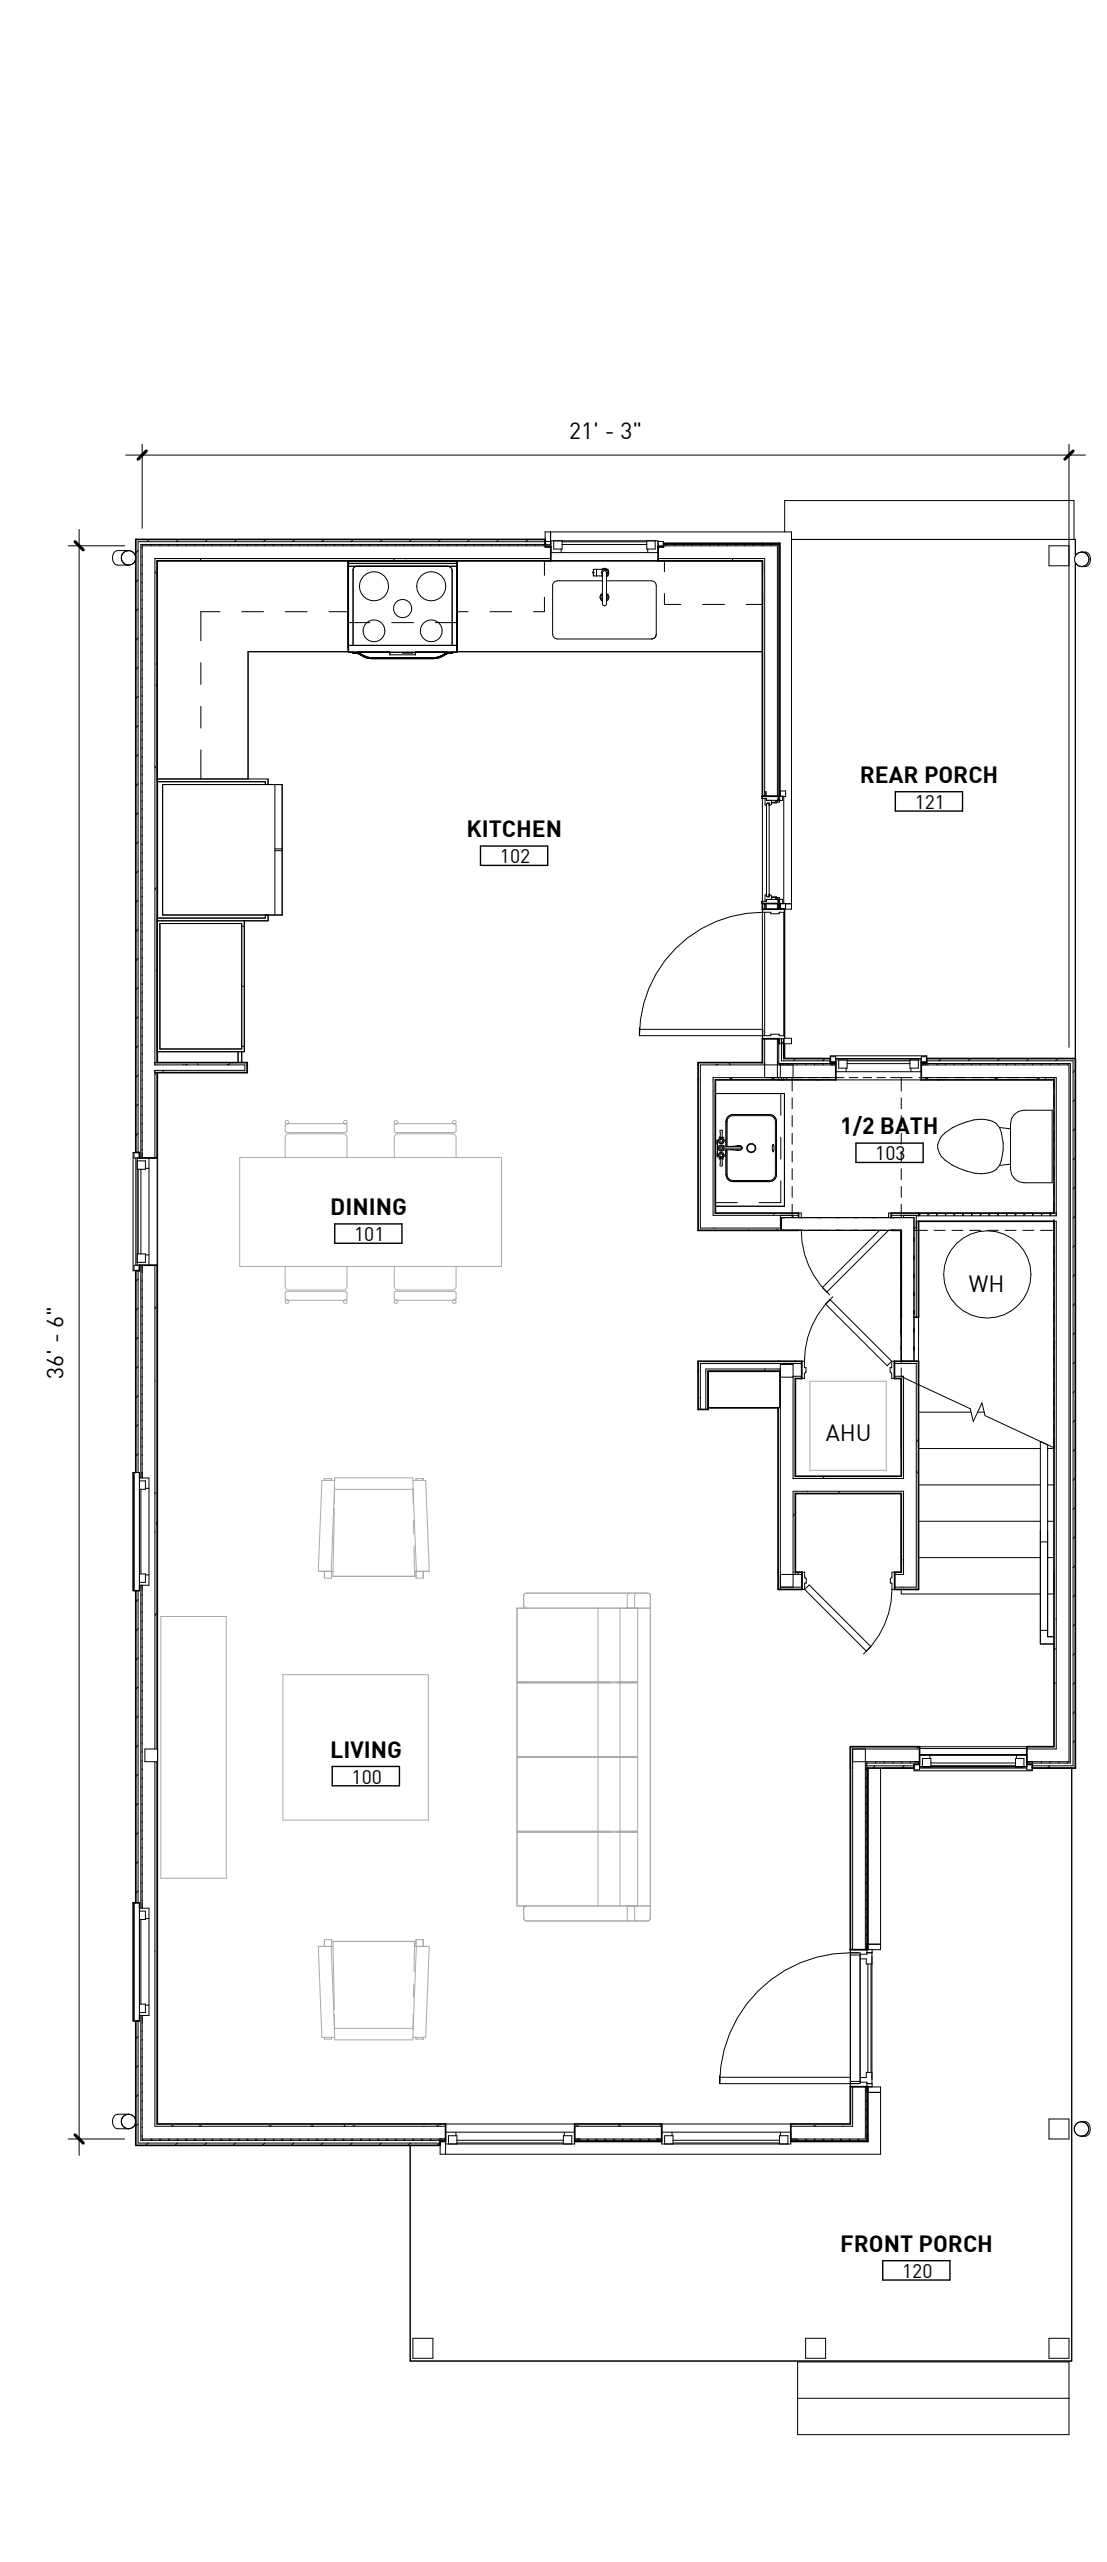 21' - 3"
REAR PORCH
121
KITCHEN
102
1/2 BATH
103
DINING
101
WH
36' - 6"
AHU
LIVING
100
FRONT PORCH
120